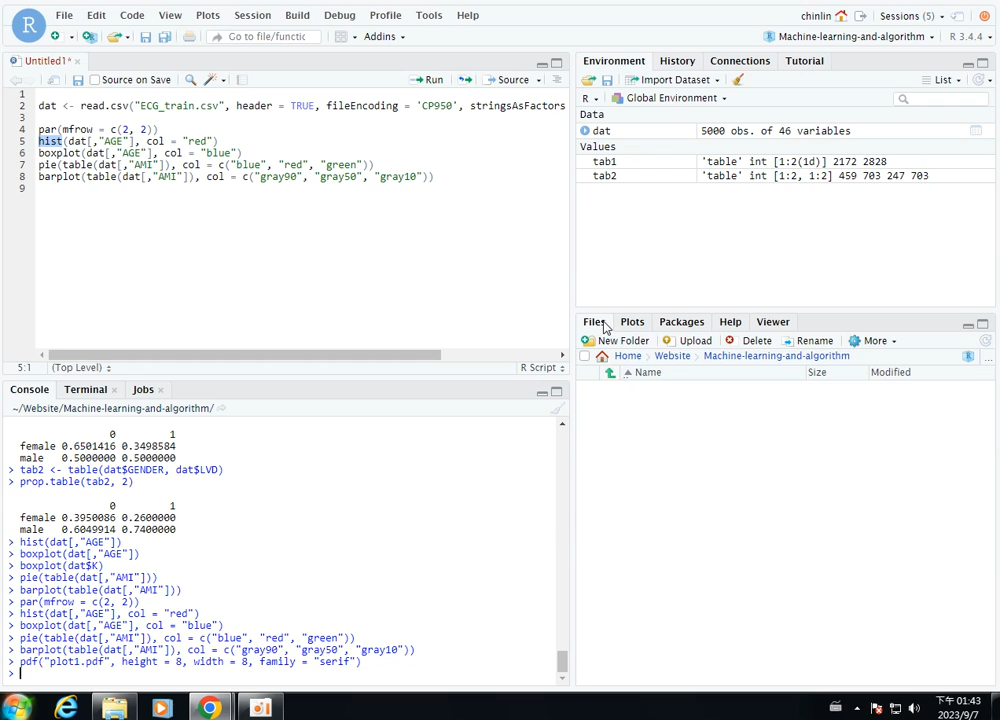 File Edit Code View Plots Session Build Debug Profile Tools Help
chinlin Sessions (5)
Go to file/functic Addins
Machine-learning-and-algorithm R 3.4.4
Untitled1*
Source on Save Run Source
1
2 dat <- read.csv("ECG_train.csv", header = TRUE, fileEncoding = 'CP950', stringsAsFactors
3
4 par(mfrow = c(2, 2))
5 hist(dat[,"AGE"], col = "red")
6 boxplot(dat[,"AGE"], col = "blue")
7 pie(table(dat[,"AMI"]), col = c("blue", "red", "green"))
8 barplot(table(dat[,"AMI"]), col = c("gray90", "gray50", "gray10"))
9
5:1 (Top Level) R Script
Console Terminal Jobs
~/Website/Machine-learning-and-algorithm/
0 1
female 0.6501416 0.3498584
male 0.5000000 0.5000000
> tab2 <- table(dat$GENDER, dat$LVD)
> prop.table(tab2, 2)
0 1
female 0.3950086 0.2600000
male 0.6049914 0.7400000
> hist(dat[,"AGE"])
> boxplot(dat[,"AGE"])
> boxplot(dat$K)
> pie(table(dat[,"AMI"]))
> barplot(table(dat[,"AMI"]))
> par(mfrow = c(2, 2))
> hist(dat[,"AGE"], col = "red")
> boxplot(dat[,"AGE"], col = "blue")
> pie(table(dat[,"AMI"]), col = c("blue", "red", "green"))
> barplot(table(dat[,"AMI"]), col = c("gray90", "gray50", "gray10"))
> pdf("plot1.pdf", height = 8, width = 8, family = "serif")
>
Environment History Connections Tutorial
Import Dataset List
R Global Environment
Data
dat 5000 obs. of 46 variables
Values
tab1 'table' int [1:2(1d)] 2172 2828
tab2 'table' int [1:2, 1:2] 459 703 247 703
Files Plots Packages Help Viewer
New Folder Upload Delete Rename More
Home Website Machine-learning-and-algorithm
Name Size Modified
下午 01:43
2023/9/7